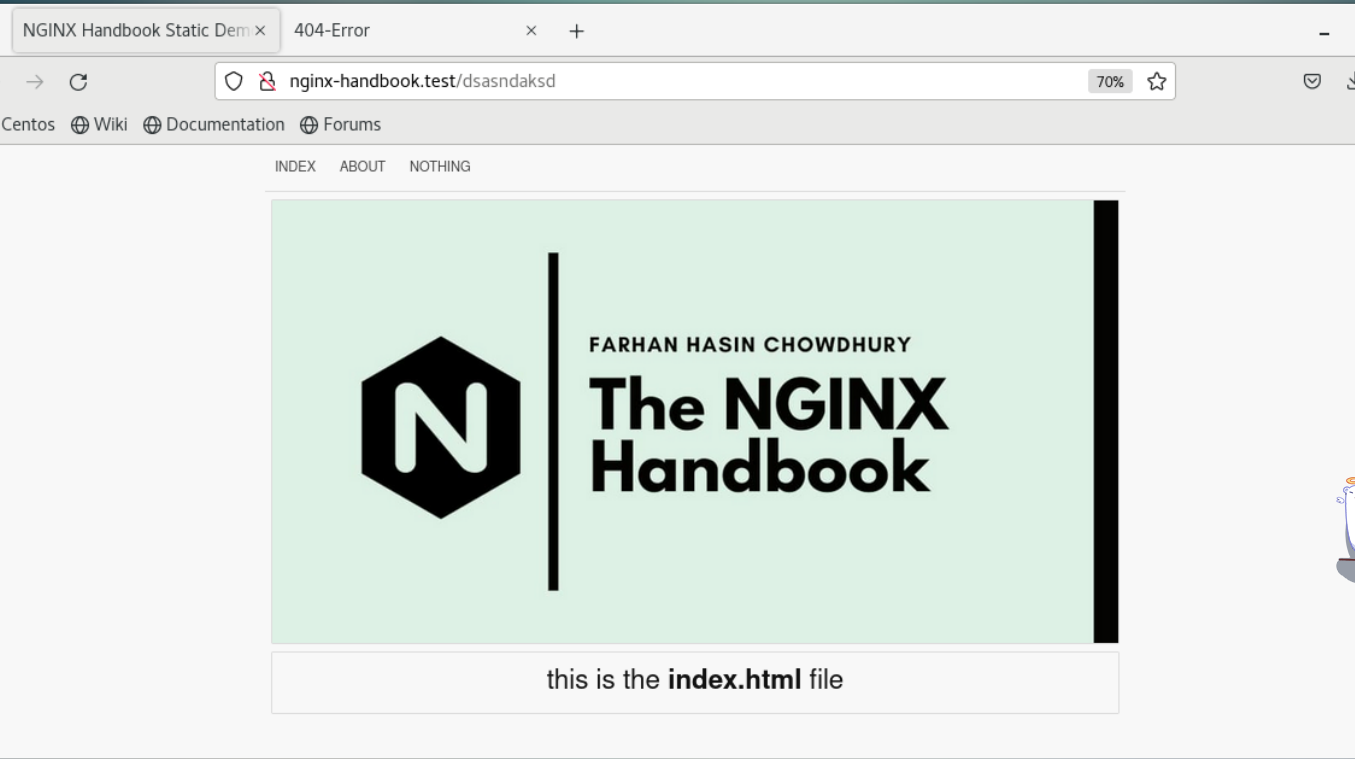 NGINX Handbook Static Dem
404-Error
nginx-handbook.test/dsasndaksd
70%
Centos Wiki Documentation Forums
INDEX ABOUT NOTHING
N
FARHAN HASIN CHOWDHURY
The NGINX
Handbook
this is the index.html file